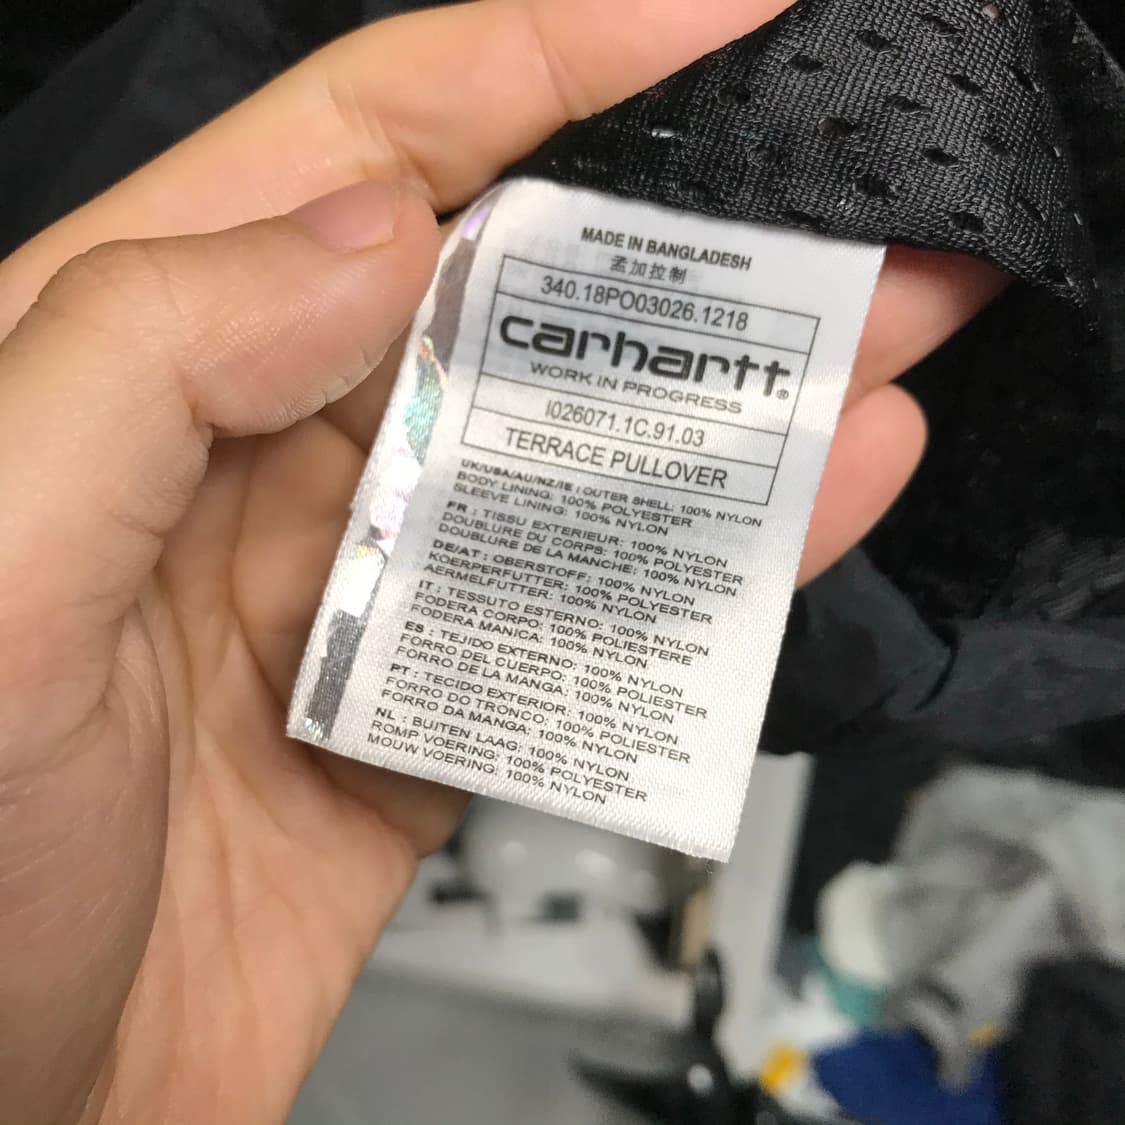 MADE IN BANGLADESH
孟加拉制
340.18PO03026.1218
carhartt®
WORK IN PROGRESS
I026071.1C.91.03
TERRACE PULLOVER
UK/USA/AU/NZ/IE : OUTER SHELL: 100% NYLON
BODY LINING: 100% POLYESTER
SLEEVE LINING: 100% NYLON
FR : TISSU EXTERIEUR: 100% NYLON
DOUBLURE DU CORPS: 100% POLYESTER
DOUBLURE DE LA MANCHE: 100% NYLON
DE/AT : OBERSTOFF: 100% NYLON
KOERPERFUTTER: 100% POLYESTER
AERMELFUTTER: 100% NYLON
IT : TESSUTO ESTERNO: 100% NYLON
FODERA CORPO: 100% POLIESTERE
FODERA MANICA: 100% NYLON
ES : TEJIDO EXTERNO: 100% NYLON
FORRO DEL CUERPO: 100% POLIESTER
FORRO DE LA MANGA: 100% NYLON
PT : TECIDO EXTERIOR: 100% NYLON
FORRO DO TRONCO: 100% POLIESTER
FORRO DA MANGA: 100% NYLON
NL : BUITEN LAAG: 100% NYLON
ROMP VOERING: 100% POLYESTER
MOUW VOERING: 100% NYLON